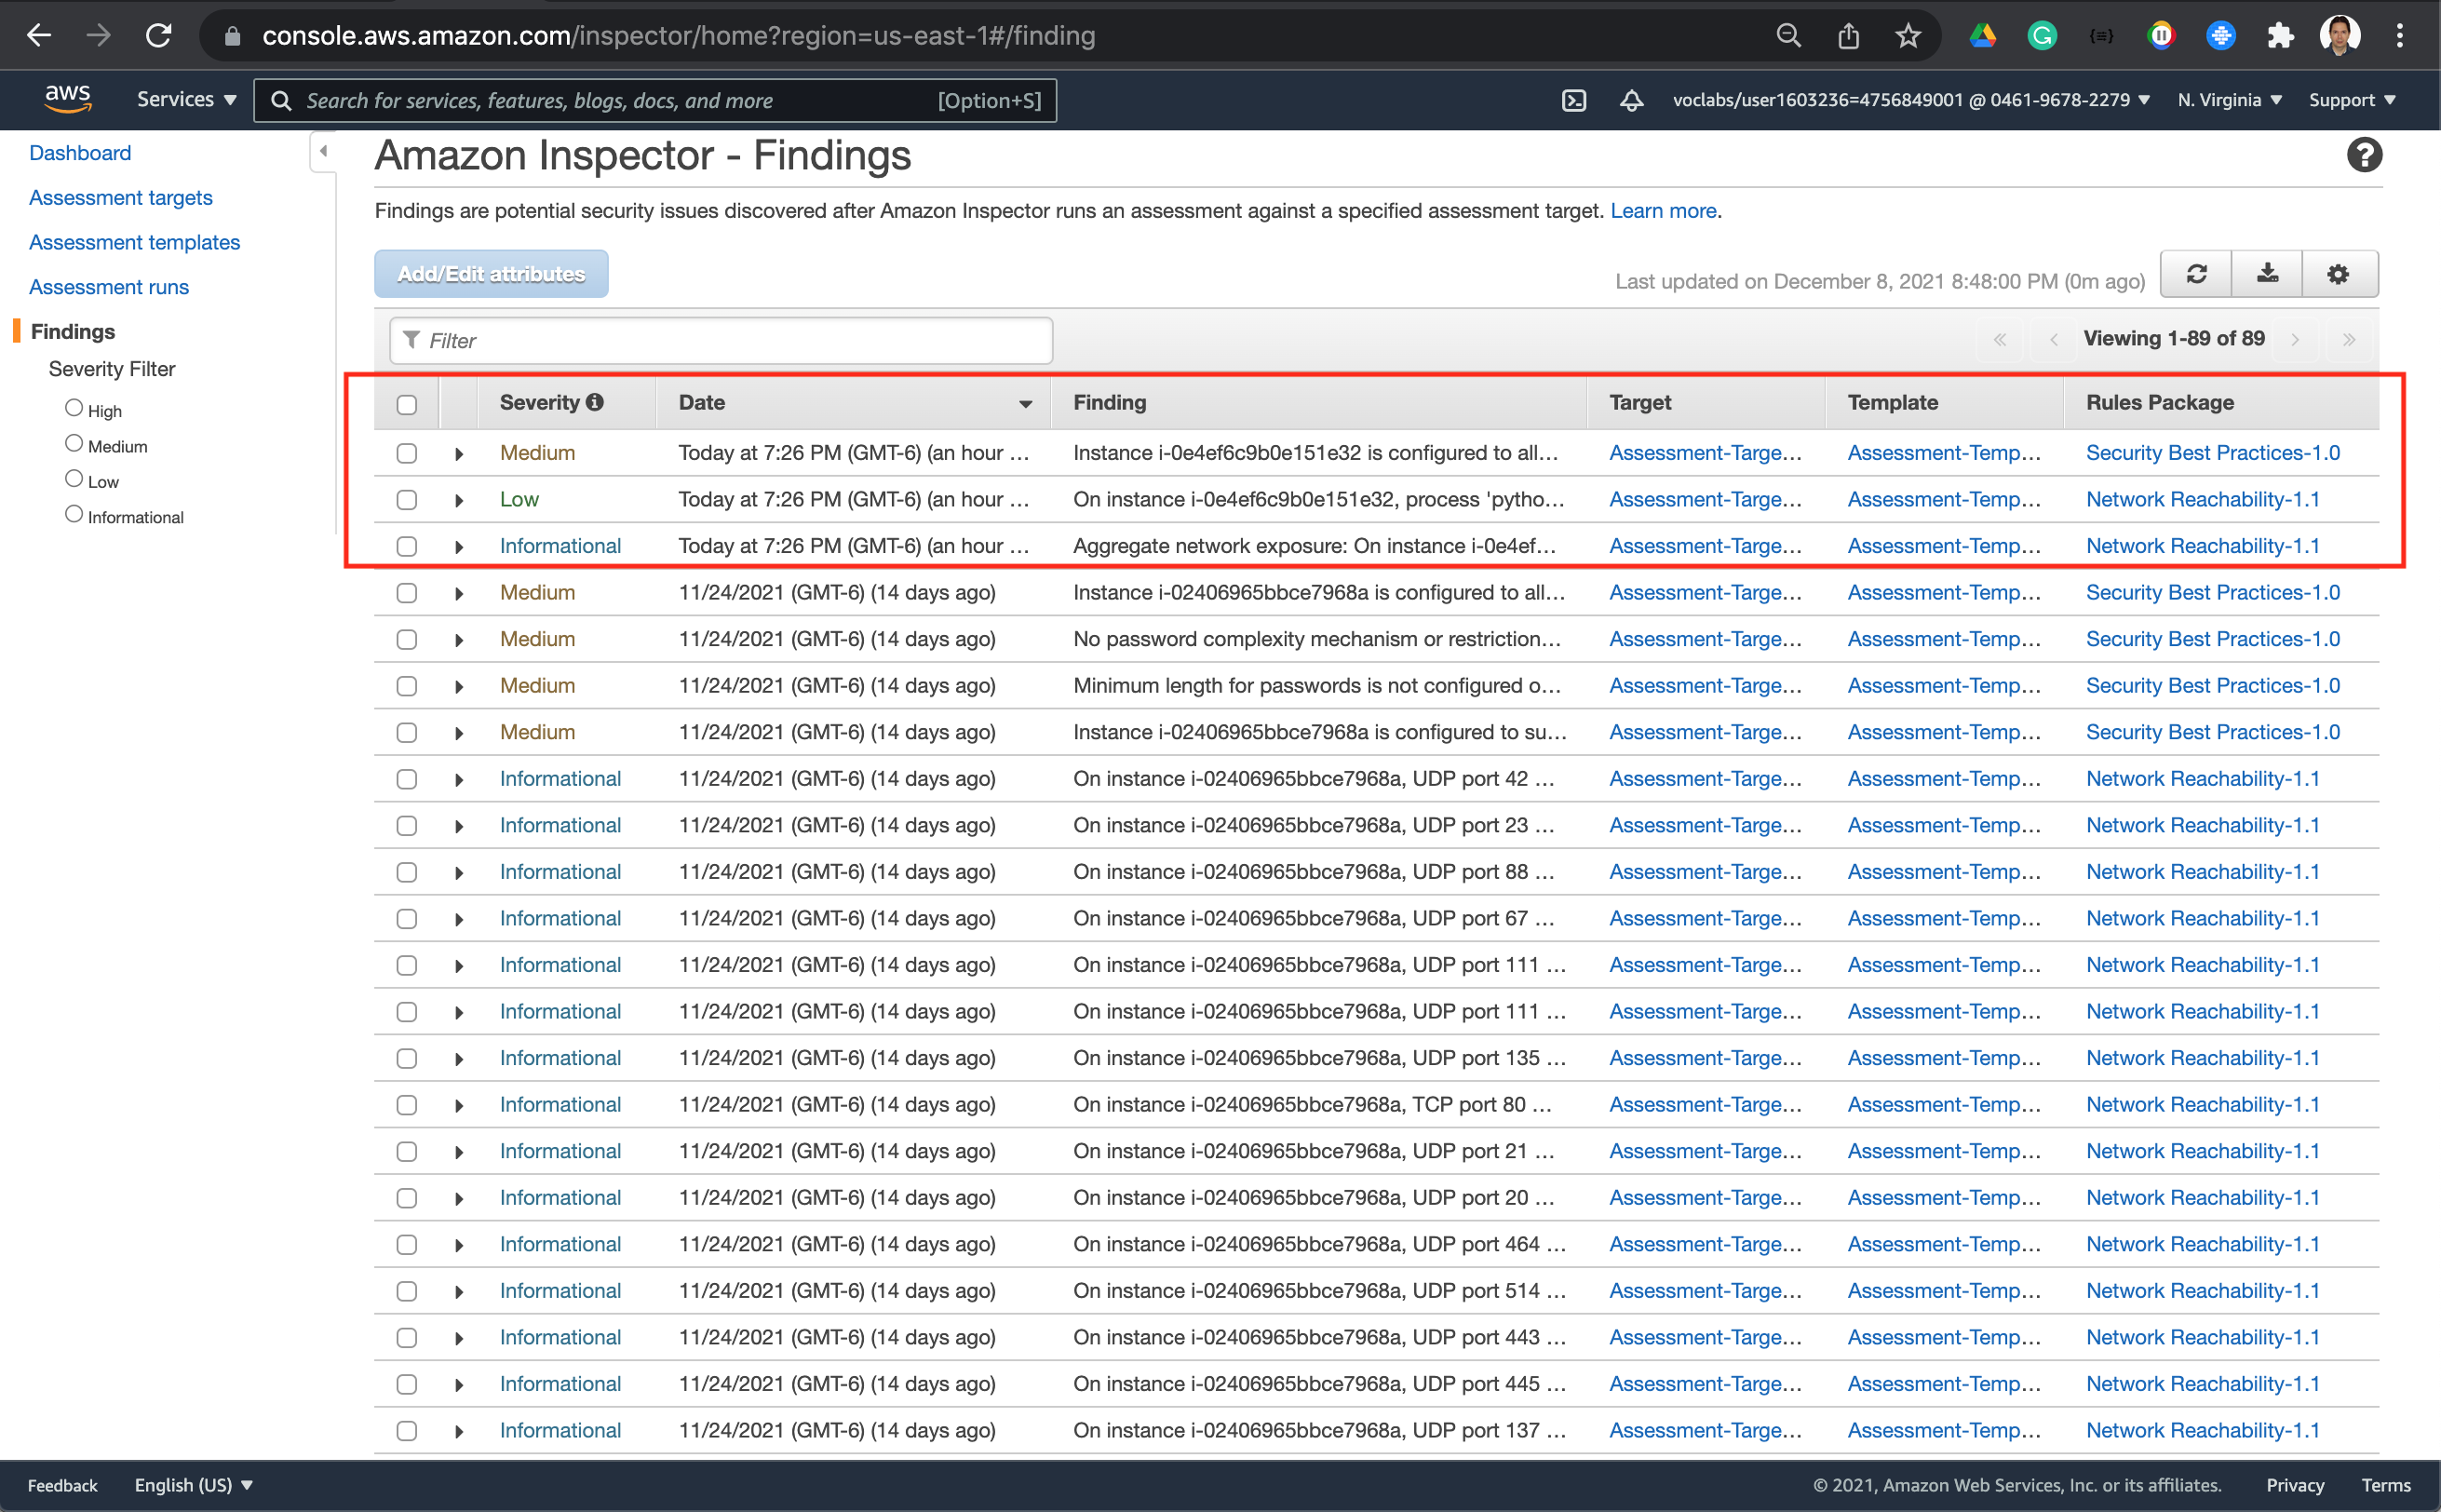 console.aws.amazon.com/inspector/home?region=us-east-1#/finding
aws Services Search for services, features, blogs, docs, and more [Option+S] voclabs/user1603236=4756849001 @ 0461-9678-2279 N. Virginia Support
Dashboard
Assessment targets
Assessment templates
Assessment runs
Findings
Severity Filter
High
Medium
Low
Informational
Amazon Inspector - Findings
Findings are potential security issues discovered after Amazon Inspector runs an assessment against a specified assessment target. Learn more.
Add/Edit attributes
Last updated on December 8, 2021 8:48:00 PM (0m ago)
Filter
Viewing 1-89 of 89
Severity Date Finding Target Template Rules Package
Medium Today at 7:26 PM (GMT-6) (an hour ... Instance i-0e4ef6c9b0e151e32 is configured to all... Assessment-Targe... Assessment-Temp... Security Best Practices-1.0
Low Today at 7:26 PM (GMT-6) (an hour ... On instance i-0e4ef6c9b0e151e32, process 'pytho... Assessment-Targe... Assessment-Temp... Network Reachability-1.1
Informational Today at 7:26 PM (GMT-6) (an hour ... Aggregate network exposure: On instance i-0e4ef... Assessment-Targe... Assessment-Temp... Network Reachability-1.1
Medium 11/24/2021 (GMT-6) (14 days ago) Instance i-02406965bbce7968a is configured to all... Assessment-Targe... Assessment-Temp... Security Best Practices-1.0
Medium 11/24/2021 (GMT-6) (14 days ago) No password complexity mechanism or restriction... Assessment-Targe... Assessment-Temp... Security Best Practices-1.0
Medium 11/24/2021 (GMT-6) (14 days ago) Minimum length for passwords is not configured o... Assessment-Targe... Assessment-Temp... Security Best Practices-1.0
Medium 11/24/2021 (GMT-6) (14 days ago) Instance i-02406965bbce7968a is configured to su... Assessment-Targe... Assessment-Temp... Security Best Practices-1.0
Informational 11/24/2021 (GMT-6) (14 days ago) On instance i-02406965bbce7968a, UDP port 42 ... Assessment-Targe... Assessment-Temp... Network Reachability-1.1
Informational 11/24/2021 (GMT-6) (14 days ago) On instance i-02406965bbce7968a, UDP port 23 ... Assessment-Targe... Assessment-Temp... Network Reachability-1.1
Informational 11/24/2021 (GMT-6) (14 days ago) On instance i-02406965bbce7968a, UDP port 88 ... Assessment-Targe... Assessment-Temp... Network Reachability-1.1
Informational 11/24/2021 (GMT-6) (14 days ago) On instance i-02406965bbce7968a, UDP port 67 ... Assessment-Targe... Assessment-Temp... Network Reachability-1.1
Informational 11/24/2021 (GMT-6) (14 days ago) On instance i-02406965bbce7968a, UDP port 111 ... Assessment-Targe... Assessment-Temp... Network Reachability-1.1
Informational 11/24/2021 (GMT-6) (14 days ago) On instance i-02406965bbce7968a, UDP port 111 ... Assessment-Targe... Assessment-Temp... Network Reachability-1.1
Informational 11/24/2021 (GMT-6) (14 days ago) On instance i-02406965bbce7968a, UDP port 135 ... Assessment-Targe... Assessment-Temp... Network Reachability-1.1
Informational 11/24/2021 (GMT-6) (14 days ago) On instance i-02406965bbce7968a, TCP port 80 ... Assessment-Targe... Assessment-Temp... Network Reachability-1.1
Informational 11/24/2021 (GMT-6) (14 days ago) On instance i-02406965bbce7968a, UDP port 21 ... Assessment-Targe... Assessment-Temp... Network Reachability-1.1
Informational 11/24/2021 (GMT-6) (14 days ago) On instance i-02406965bbce7968a, UDP port 20 ... Assessment-Targe... Assessment-Temp... Network Reachability-1.1
Informational 11/24/2021 (GMT-6) (14 days ago) On instance i-02406965bbce7968a, UDP port 464 ... Assessment-Targe... Assessment-Temp... Network Reachability-1.1
Informational 11/24/2021 (GMT-6) (14 days ago) On instance i-02406965bbce7968a, UDP port 514 ... Assessment-Targe... Assessment-Temp... Network Reachability-1.1
Informational 11/24/2021 (GMT-6) (14 days ago) On instance i-02406965bbce7968a, UDP port 443 ... Assessment-Targe... Assessment-Temp... Network Reachability-1.1
Informational 11/24/2021 (GMT-6) (14 days ago) On instance i-02406965bbce7968a, UDP port 445 ... Assessment-Targe... Assessment-Temp... Network Reachability-1.1
Informational 11/24/2021 (GMT-6) (14 days ago) On instance i-02406965bbce7968a, UDP port 137 ... Assessment-Targe... Assessment-Temp... Network Reachability-1.1
Feedback English (US) © 2021, Amazon Web Services, Inc. or its affiliates. Privacy Terms